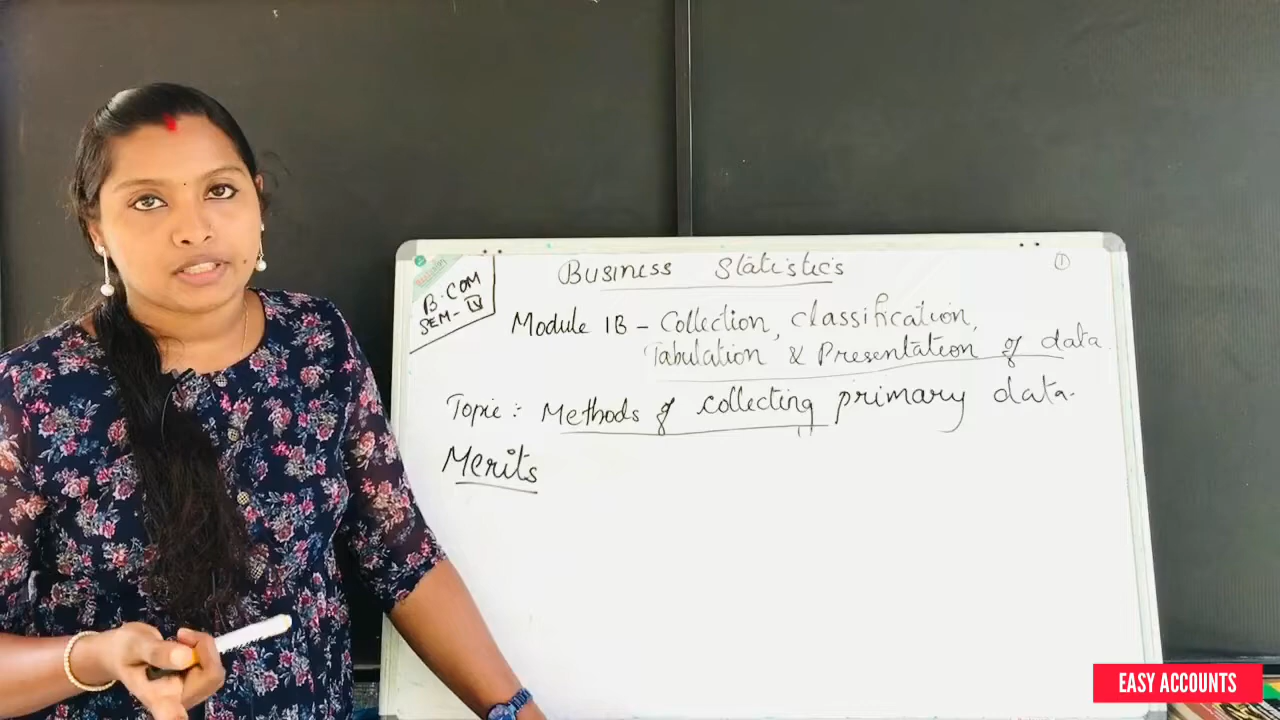 Business Statistics
①
B.COM
SEM-IV
Module 1B - Collection, classification,
Tabulation & Presentation of data
Topic :- Methods of collecting primary data.
Merits
EASY ACCOUNTS